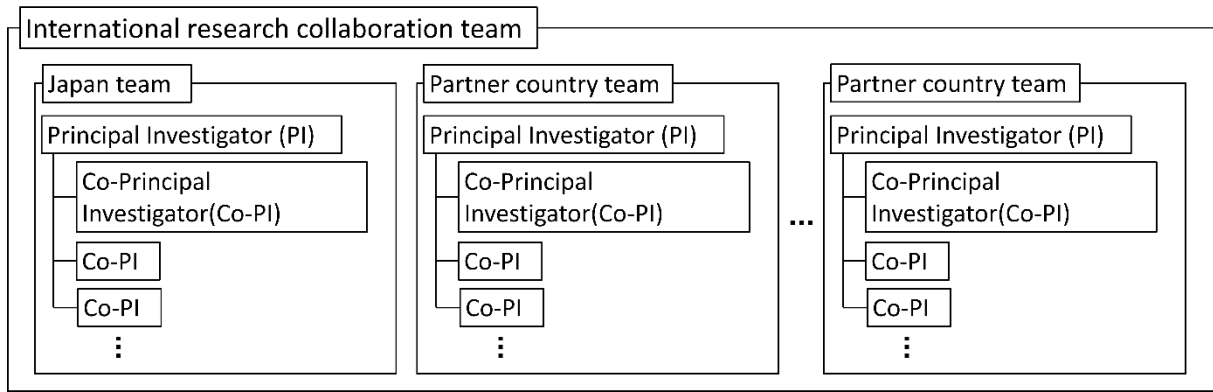 International research collaboration team
Japan team
Principal Investigator (PI)
Co-Principal
Investigator(Co-PI)
Co-PI
Co-PI
⋮
Partner country team
Principal Investigator (PI)
Co-Principal
Investigator(Co-PI)
Co-PI
Co-PI
⋮
...
Partner country team
Principal Investigator (PI)
Co-Principal
Investigator(Co-PI)
Co-PI
Co-PI
⋮